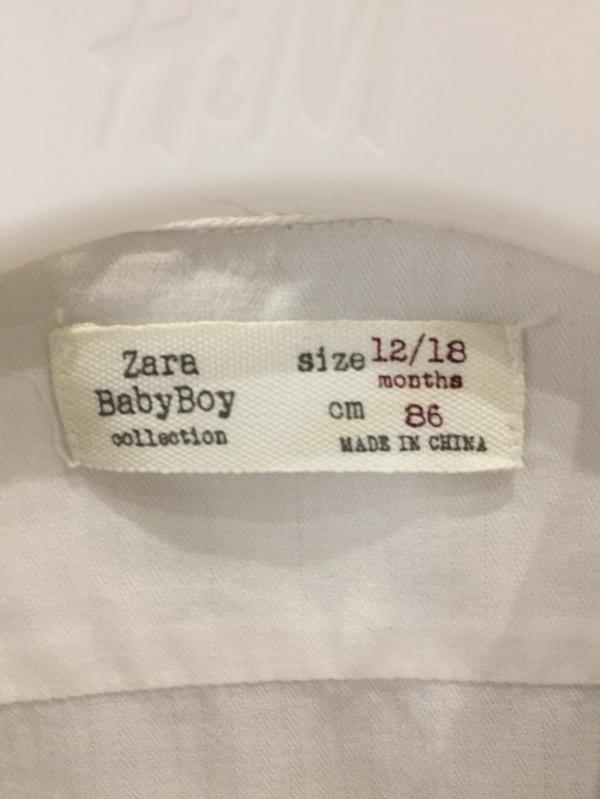 H&M
Zara
BabyBoy
collection
size 12/18
months
cm 86
MADE IN CHINA